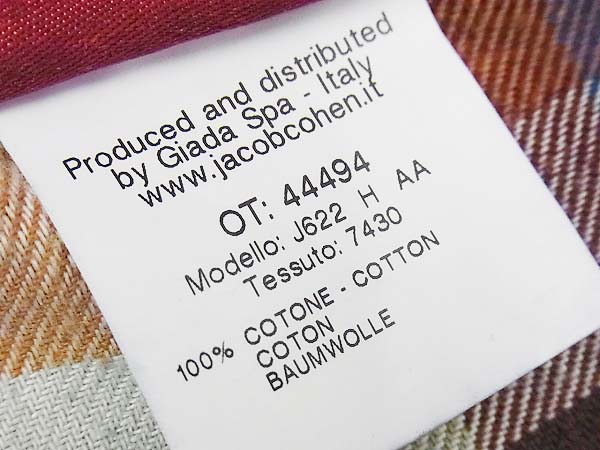 Produced and distributed
by Giada Spa - Italy
www.jacobcohen.it
OT: 44494
Modello: J622 H AA
Tessuto: 7430
100% COTONE - COTTON
COTON
BAUMWOLLE